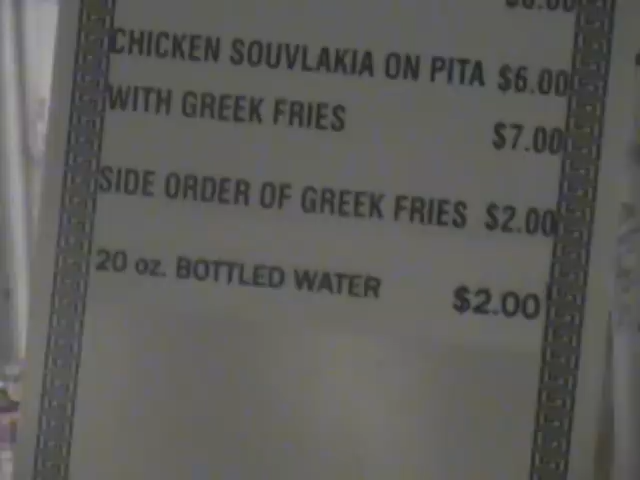 CHICKEN SOUVLAKIA ON PITA $6.00
WITH GREEK FRIES $7.00
SIDE ORDER OF GREEK FRIES $2.00
20 oz. BOTTLED WATER $2.00